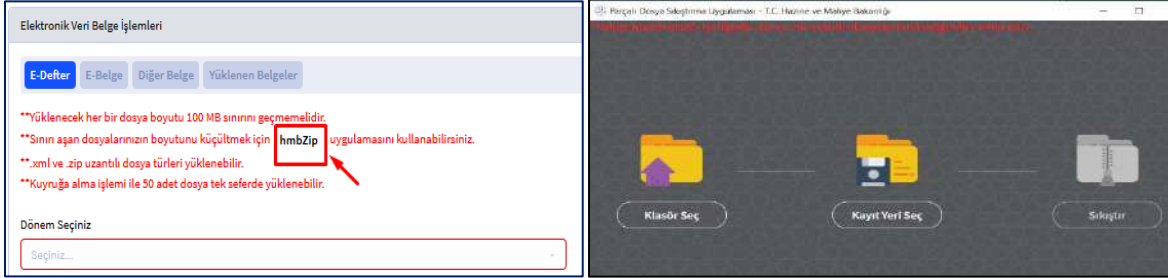 Elektronik Veri Belge İşlemleri
E-Defter E-Belge Diğer Belge Yüklenen Belgeler
**Yüklenecek her bir dosya boyutu 100 MB sınırını geçmemelidir.
**Sınırı aşan dosyalarınızın boyutunu küçültmek için hmbZip uygulamasını kullanabilirsiniz.
**.xml ve .zip uzantılı dosya türleri yüklenebilir.
**Kuyruğa alma işlemi ile 50 adet dosya tek seferde yüklenebilir.
Dönem Seçiniz
Seçiniz...
Parçalı Dosya Sıkıştırma Uygulaması - T.C. Hazine ve Maliye Bakanlığı
Klasör Seç Kayıt Yeri Seç Sıkıştır